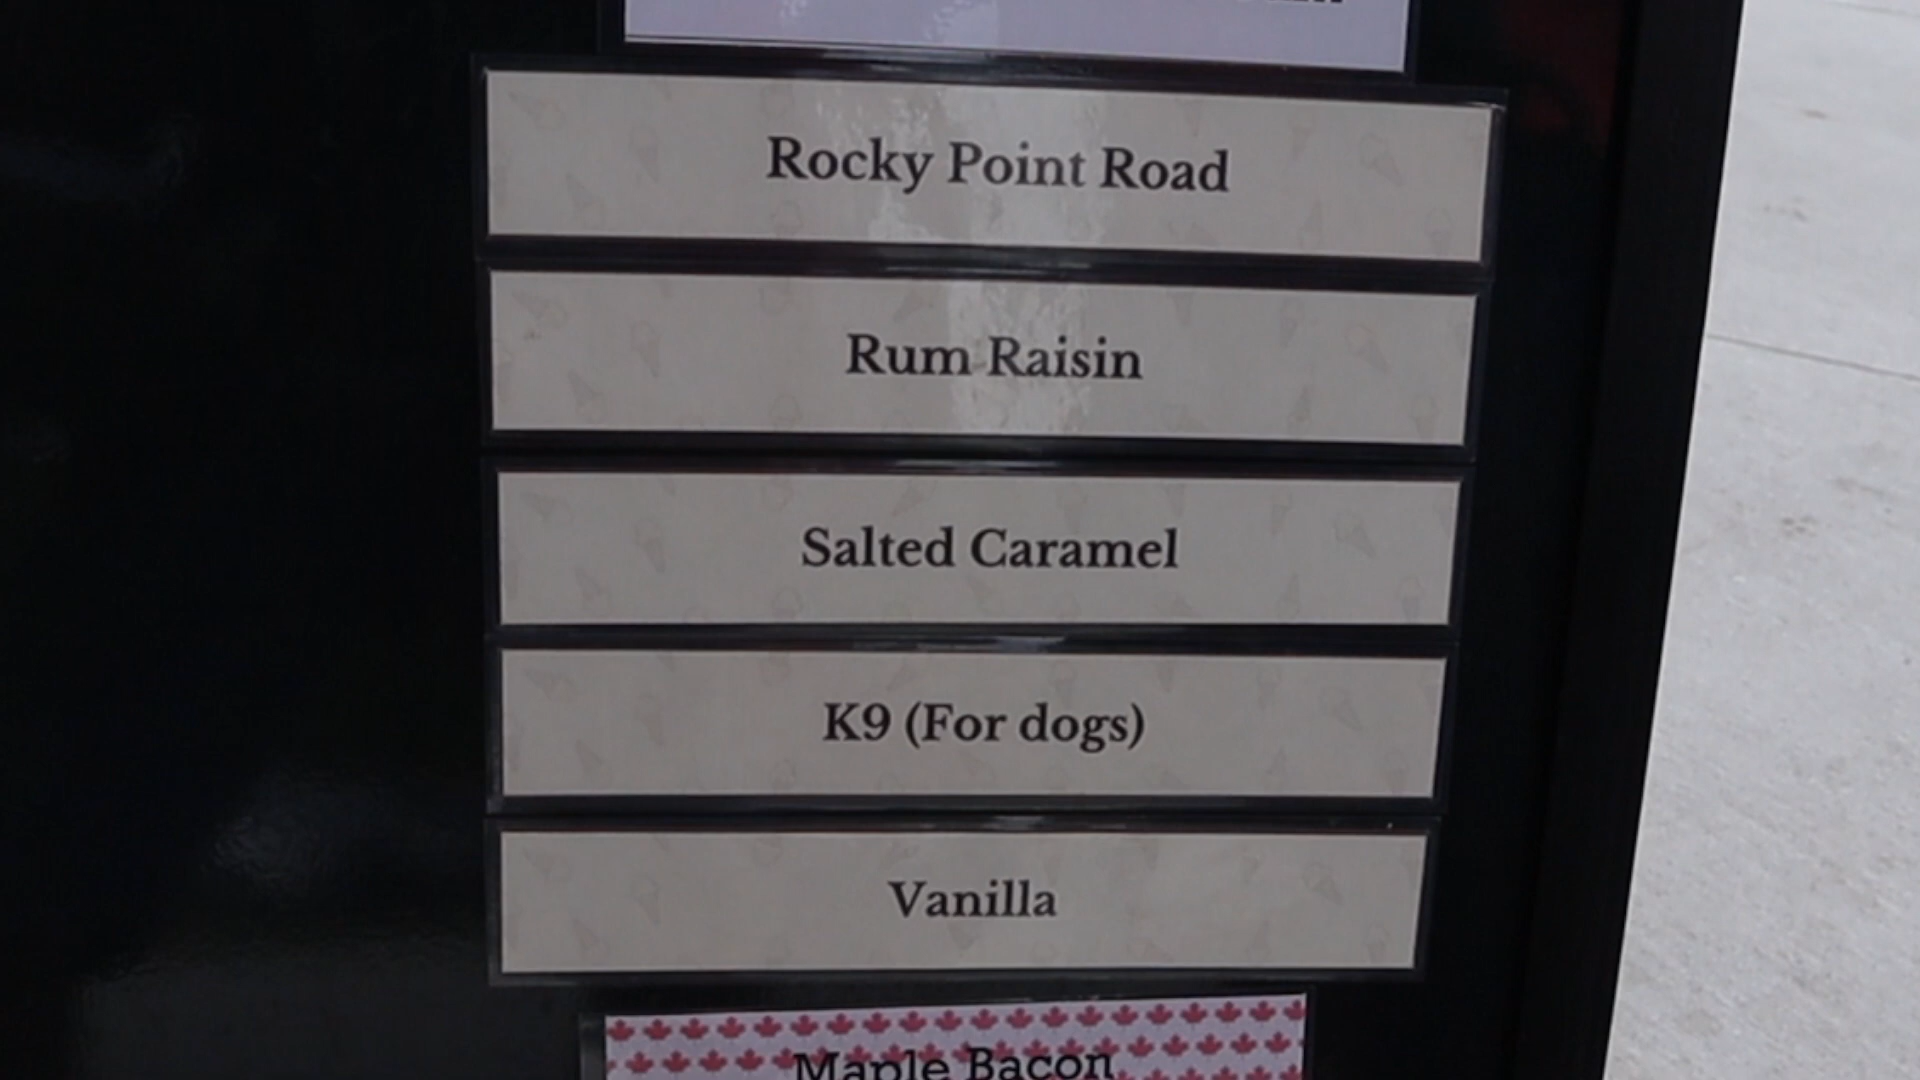 Rocky Point Road
Rum Raisin
Salted Caramel
K9 (For dogs)
Vanilla
Maple Bacon